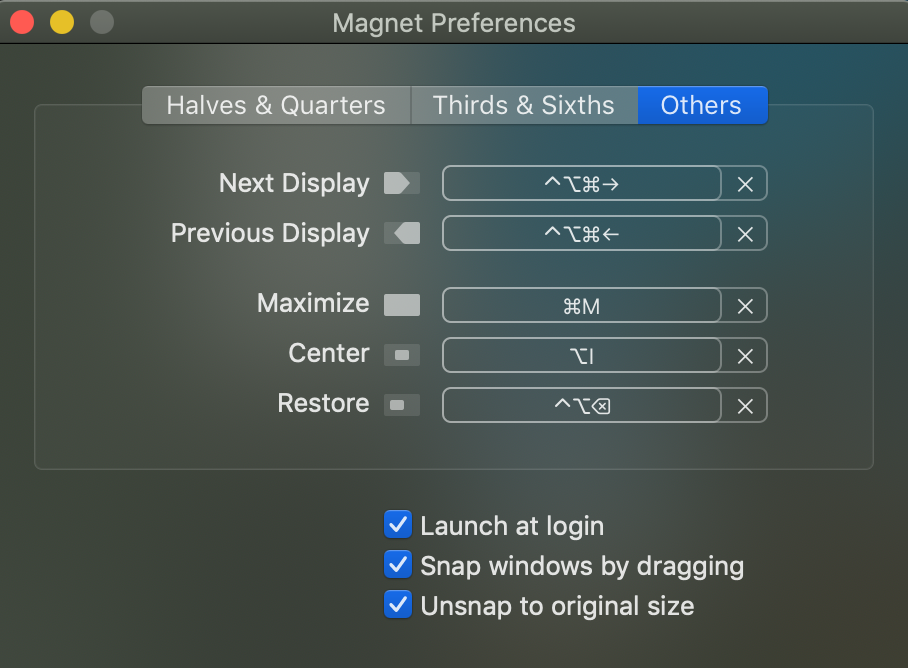 Magnet Preferences
Halves & Quarters Thirds & Sixths Others
Next Display ^⌥⌘→
Previous Display ^⌥⌘←
Maximize ⌘M
Center ⌥I
Restore ^⌥⌫
Launch at login
Snap windows by dragging
Unsnap to original size